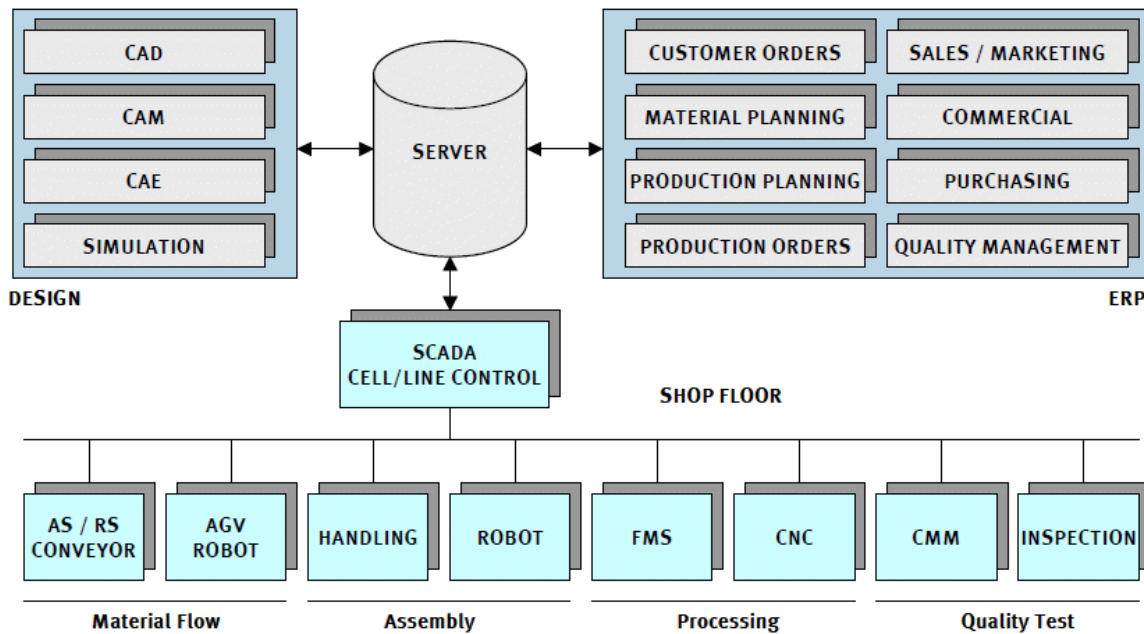 CAD
CAM
CAE
SIMULATION
DESIGN
SERVER
CUSTOMER ORDERS
SALES / MARKETING
MATERIAL PLANNING
COMMERCIAL
PRODUCTION PLANNING
PURCHASING
PRODUCTION ORDERS
QUALITY MANAGEMENT
ERP
SCADA
CELL/LINE CONTROL
SHOP FLOOR
AS / RS
CONVEYOR
AGV
ROBOT
HANDLING
ROBOT
FMS
CNC
CMM
INSPECTION
Material Flow
Assembly
Processing
Quality Test